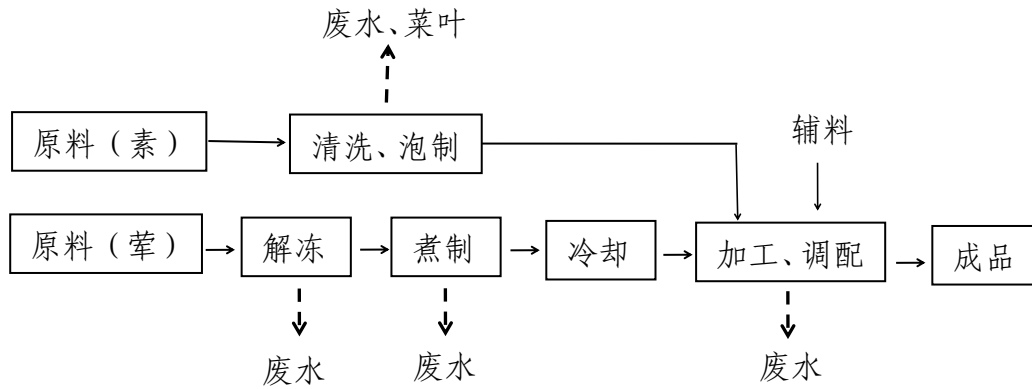 废水、菜叶
原料（素）
清洗、泡制
辅料
原料（荤）
解冻
煮制
冷却
加工、调配
成品
废水
废水
废水